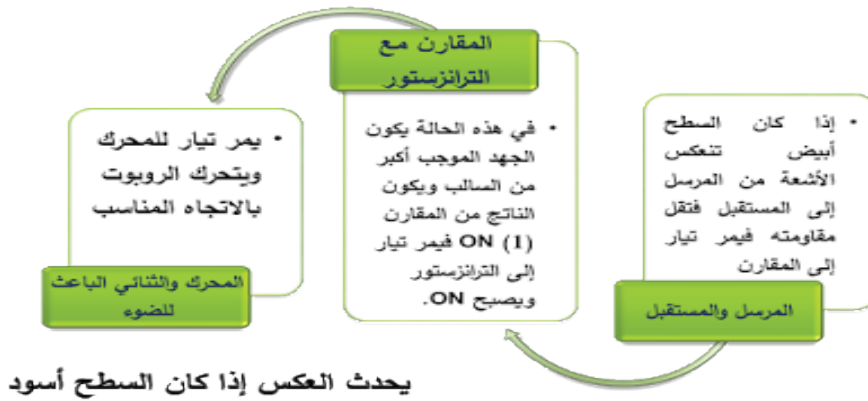 إذا كان السطح
أبيض تنعكس
الأشعة من المرسل
إلى المستقبل فتقل
مقاومته فيمر تيار
إلى المقارن
المرسل والمستقبل
المقارن مع
الترانزستور
في هذه الحالة يكون
الجهد الموجب أكبر
من السالب ويكون
الناتج من المقارن
ON (1) فيمر تيار
إلى الترانزستور
ويصبح ON.
يمر تيار للمحرك
ويتحرك الروبوت
بالاتجاه المناسب
المحرك والثنائي الباعث
للضوء
يحدث العكس إذا كان السطح أسود